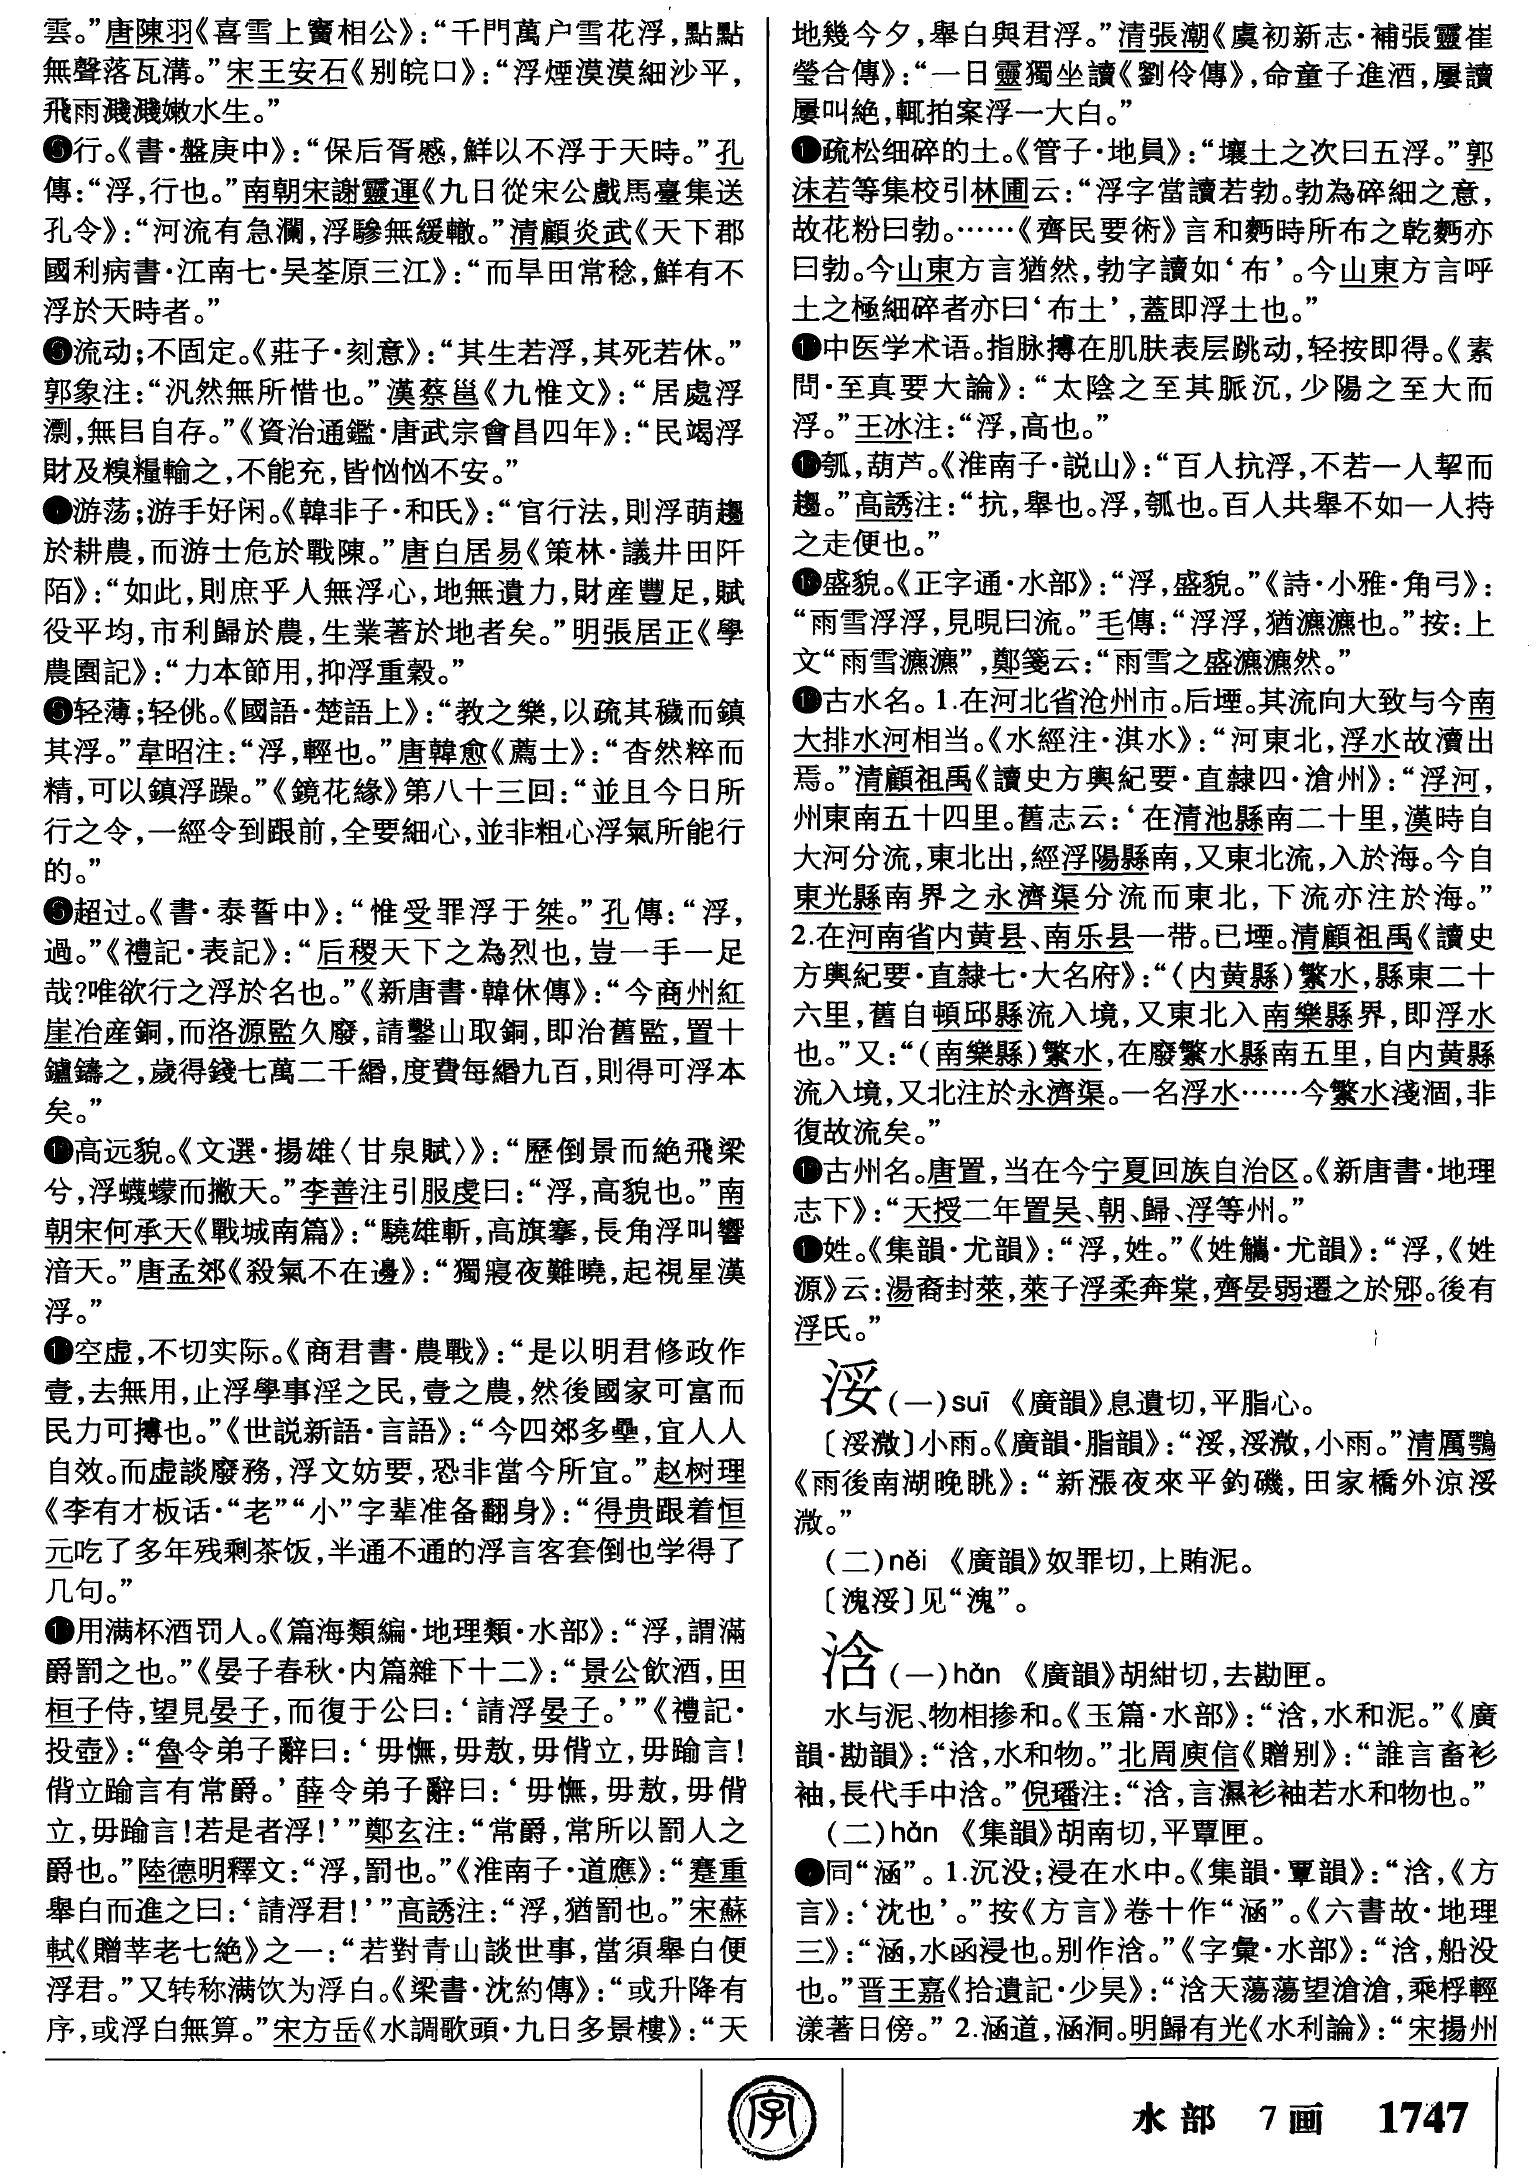 雲。”唐陳羽《喜雪上竇相公》：“千門萬户雪花浮，點點
無聲落瓦溝。”宋王安石《别皖口》：“浮煙漠漠細沙平，
飛雨濺濺嫩水生。”
行。《書·盤庚中》：“保后胥慼，鮮以不浮于天時。”孔
傳：“浮，行也。”南朝宋謝靈運《九日從宋公戲馬臺集送
孔令》：“河流有急瀾，浮驂無緩轍。”清顧炎武《天下郡
國利病書·江南七·吴荃原三江》：“而旱田常稔，鮮有不
浮於天時者。”
流动；不固定。《莊子·刻意》：“其生若浮，其死若休。”
郭象注：“汎然無所惜也。”漢蔡邕《九惟文》：“居處浮
㵞，無㠯自存。”《資治通鑑·唐武宗會昌四年》：“民竭浮
財及糗糧輸之，不能充，皆恟恟不安。”
游荡；游手好闲。《韓非子·和氏》：“官行法，則浮萌趨
於耕農，而游士危於戰陳。”唐白居易《策林·議井田阡
陌》：“如此，則庶乎人無浮心，地無遺力，財産豐足，賦
役平均，市利歸於農，生業著於地者矣。”明張居正《學
農園記》：“力本節用，抑浮重穀。”
轻薄；轻佻。《國語·楚語上》：“教之樂，以疏其穢而鎮
其浮。”韋昭注：“浮，輕也。”唐韓愈《薦士》：“杳然粹而
精，可以鎮浮躁。”《鏡花緣》第八十三回：“並且今日所
行之令，一經令到跟前，全要細心，並非粗心浮氣所能行
的。”
超过。《書·泰誓中》：“惟受罪浮于桀。”孔傳：“浮，
過。”《禮記·表記》：“后稷天下之為烈也，豈一手一足
哉?唯欲行之浮於名也。”《新唐書·韓休傳》：“今商州紅
崖冶産銅，而洛源監久廢，請鑿山取銅，即治舊監，置十
鑪鑄之，歲得錢七萬二千緡，度費每緡九百，則得可浮本
矣。”
高远貌。《文選·揚雄〈甘泉賦〉》：“歷倒景而絶飛梁
兮，浮蠛蠓而撇天。”李善注引服虔曰：“浮，高貌也。”南
朝宋何承天《戰城南篇》：“驍雄斬，高旗搴，長角浮叫響
湇天。”唐孟郊《殺氣不在邊》：“獨寢夜難曉，起視星漢
浮。”
空虚，不切实际。《商君書·農戰》：“是以明君修政作
壹，去無用，止浮學事淫之民，壹之農，然後國家可富而
民力可摶也。”《世説新語·言語》：“今四郊多壘，宜人人
自效。而虚談廢務，浮文妨要，恐非當今所宜。”赵树理
《李有才板话·“老”“小”字辈准备翻身》：“得贵跟着恒
元吃了多年残剩茶饭，半通不通的浮言客套倒也学得了
几句。”
用满杯酒罚人。《篇海類編·地理類·水部》：“浮，謂滿
爵罰之也。”《晏子春秋·内篇雜下十二》：“景公飲酒，田
桓子侍，望見晏子，而復于公曰：‘請浮晏子。’”《禮記·
投壺》：“魯令弟子辭曰：‘毋憮，毋敖，毋偝立，毋踰言！
偝立踰言有常爵。’薛令弟子辭曰：‘毋憮，毋敖，毋偝
立，毋踰言！若是者浮！’”鄭玄注：“常爵，常所以罰人之
爵也。”陸德明釋文：“浮，罰也。”《淮南子·道應》：“蹇重
舉白而進之曰：‘請浮君！’”高誘注：“浮，猶罰也。”宋蘇
軾《贈莘老七絶》之一：“若對青山談世事，當須舉白便
浮君。”又转称满饮为浮白。《梁書·沈約傳》：“或升降有
序，或浮白無算。”宋方岳《水調歌頭·九日多景樓》：“天
地幾今夕，舉白與君浮。”清張潮《虞初新志·補張靈崔
瑩合傳》：“一日靈獨坐讀《劉伶傳》，命童子進酒，屢讀
屢叫絶，輒拍案浮一大白。”
疏松细碎的土。《管子·地員》：“壤土之次曰五浮。”郭
沫若等集校引林圃云：“浮字當讀若勃。勃為碎細之意，
故花粉曰勃。……《齊民要術》言和麪時所布之乾麪亦
曰勃。今山東方言猶然，勃字讀如‘布’。今山東方言呼
土之極細碎者亦曰‘布土’，蓋即浮土也。”
中医学术语。指脉搏在肌肤表层跳动，轻按即得。《素
問·至真要大論》：“太陰之至其脈沉，少陽之至大而
浮。”王冰注：“浮，高也。”
瓠，葫芦。《淮南子·説山》：“百人抗浮，不若一人挈而
趨。”高誘注：“抗，舉也。浮，瓠也。百人共舉不如一人持
之走便也。”
盛貌。《正字通·水部》：“浮，盛貌。”《詩·小雅·角弓》：
“雨雪浮浮，見晛曰流。”毛傳：“浮浮，猶瀌瀌也。”按：上
文“雨雪瀌瀌”，鄭箋云：“雨雪之盛瀌瀌然。”
古水名。1.在河北省沧州市。后堙。其流向大致与今南
大排水河相当。《水經注·淇水》：“河東北，浮水故瀆出
焉。”清顧祖禹《讀史方輿紀要·直隸四·滄州》：“浮河，
州東南五十四里。舊志云：‘在清池縣南二十里，漢時自
大河分流，東北出，經浮陽縣南，又東北流，入於海。今自
東光縣南界之永濟渠分流而東北，下流亦注於海。”
2.在河南省内黄县、南乐县一带。已堙。清顧祖禹《讀史
方輿紀要·直隸七·大名府》：“（内黄縣）繁水，縣東二十
六里，舊自頓邱縣流入境，又東北入南樂縣界，即浮水
也。”又：“（南樂縣）繁水，在廢繁水縣南五里，自内黄縣
流入境，又北注於永濟渠。一名浮水……今繁水淺涸，非
復故流矣。”
古州名。唐置，当在今宁夏回族自治区。《新唐書·地理
志下》：“天授二年置吴、朝、歸、浮等州。”
姓。《集韻·尤韻》：“浮，姓。”《姓觿·尤韻》：“浮，《姓
源》云：湯裔封萊，萊子浮柔奔棠，齊晏弱遷之於郳。後有
浮氏。”
浽（一）suī 《廣韻》息遺切，平脂心。
〔浽溦〕小雨。《廣韻·脂韻》：“浽，浽溦，小雨。”清厲鶚
《雨後南湖晚眺》：“新漲夜來平釣磯，田家橋外涼浽
溦。”
（二）něi 《廣韻》奴罪切，上賄泥。
〔溾浽〕见“溾”。
浛（一）hǎn 《廣韻》胡紺切，去勘匣。
水与泥、物相掺和。《玉篇·水部》：“浛，水和泥。”《廣
韻·勘韻》：“浛，水和物。”北周庾信《贈别》：“誰言畜衫
袖，長代手中浛。”倪璠注：“浛，言濕衫袖若水和物也。”
（二）hǎn 《集韻》胡南切，平覃匣。
同“涵”。1.沉没；浸在水中。《集韻·覃韻》：“浛，《方
言》：‘沈也’。”按《方言》卷十作“涵”。《六書故·地理
三》：“涵，水函浸也。别作浛。”《字彙·水部》：“浛，船没
也。”晋王嘉《拾遺記·少昊》：“浛天蕩蕩望滄滄，乘桴輕
漾著日傍。”2.涵道，涵洞。明歸有光《水利論》：“宋揚州
字
水部 7画 1747